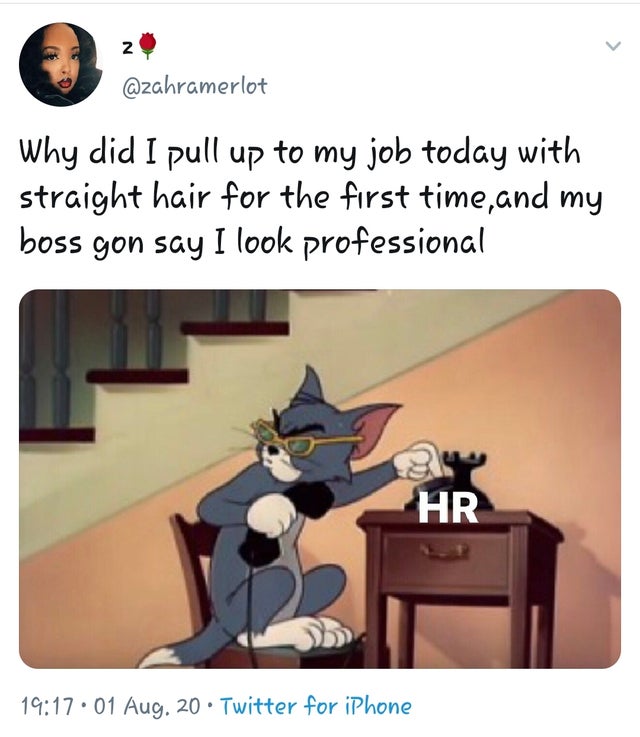 z🌹
@zahramerlot
Why did I pull up to my job today with
straight hair for the first time,and my
boss gon say I look professional
HR
19:17 · 01 Aug. 20 · Twitter for iPhone